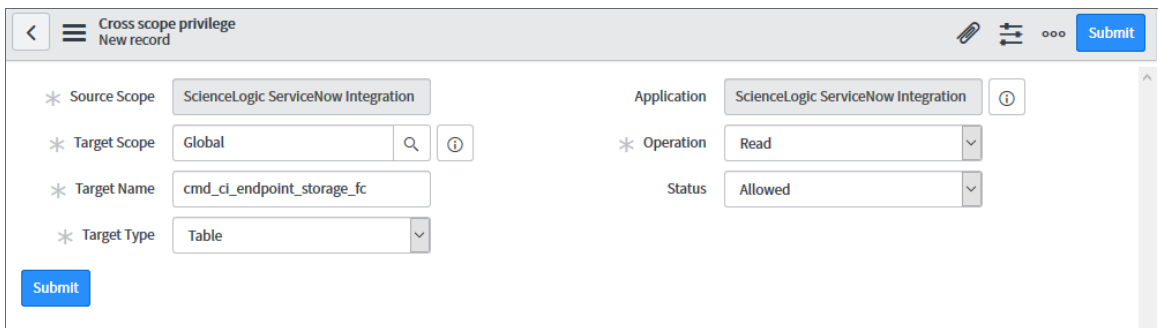 Cross scope privilege
New record
Submit
Source Scope ScienceLogic ServiceNow Integration Application ScienceLogic ServiceNow Integration
Target Scope Global Operation Read
Target Name cmd_ci_endpoint_storage_fc Status Allowed
Target Type Table
Submit